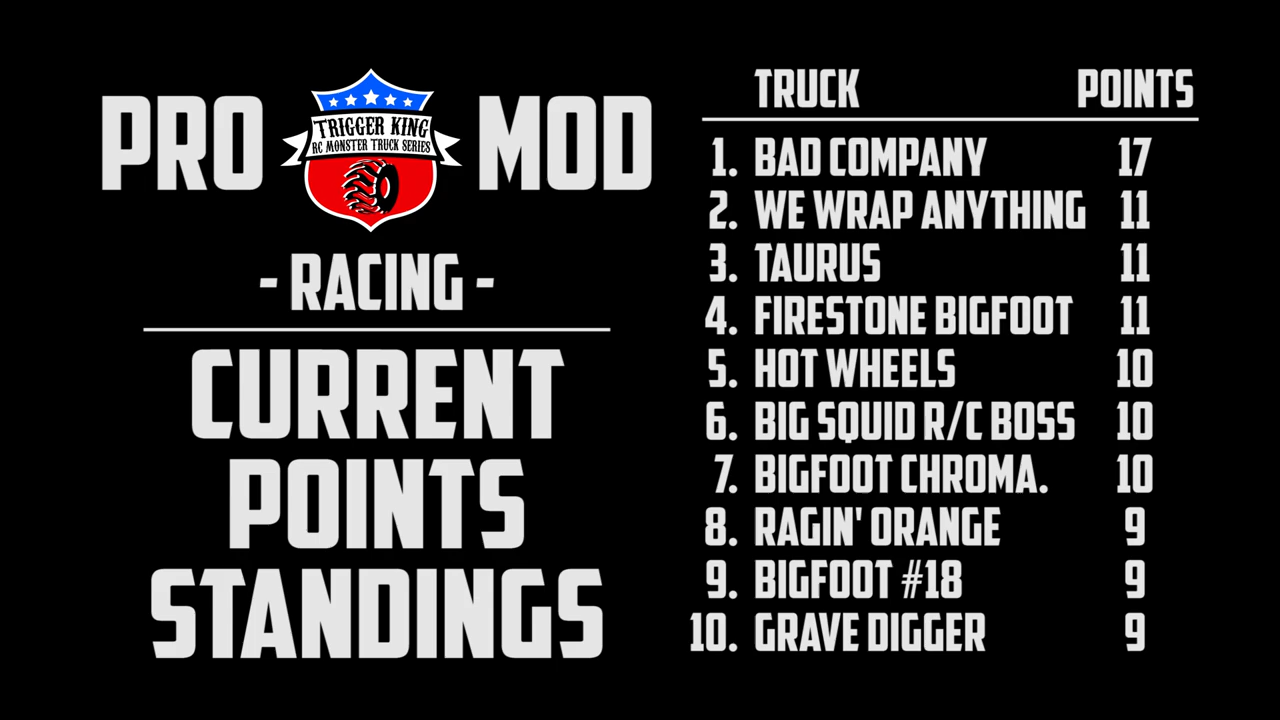 PRO MOD
TRIGGER KING
RC MONSTER TRUCK SERIES
- RACING -
CURRENT
POINTS
STANDINGS
TRUCK POINTS
1. BAD COMPANY 17
2. WE WRAP ANYTHING 11
3. TAURUS 11
4. FIRESTONE BIGFOOT 11
5. HOT WHEELS 10
6. BIG SQUID R/C BOSS 10
7. BIGFOOT CHROMA. 10
8. RAGIN' ORANGE 9
9. BIGFOOT #18 9
10. GRAVE DIGGER 9